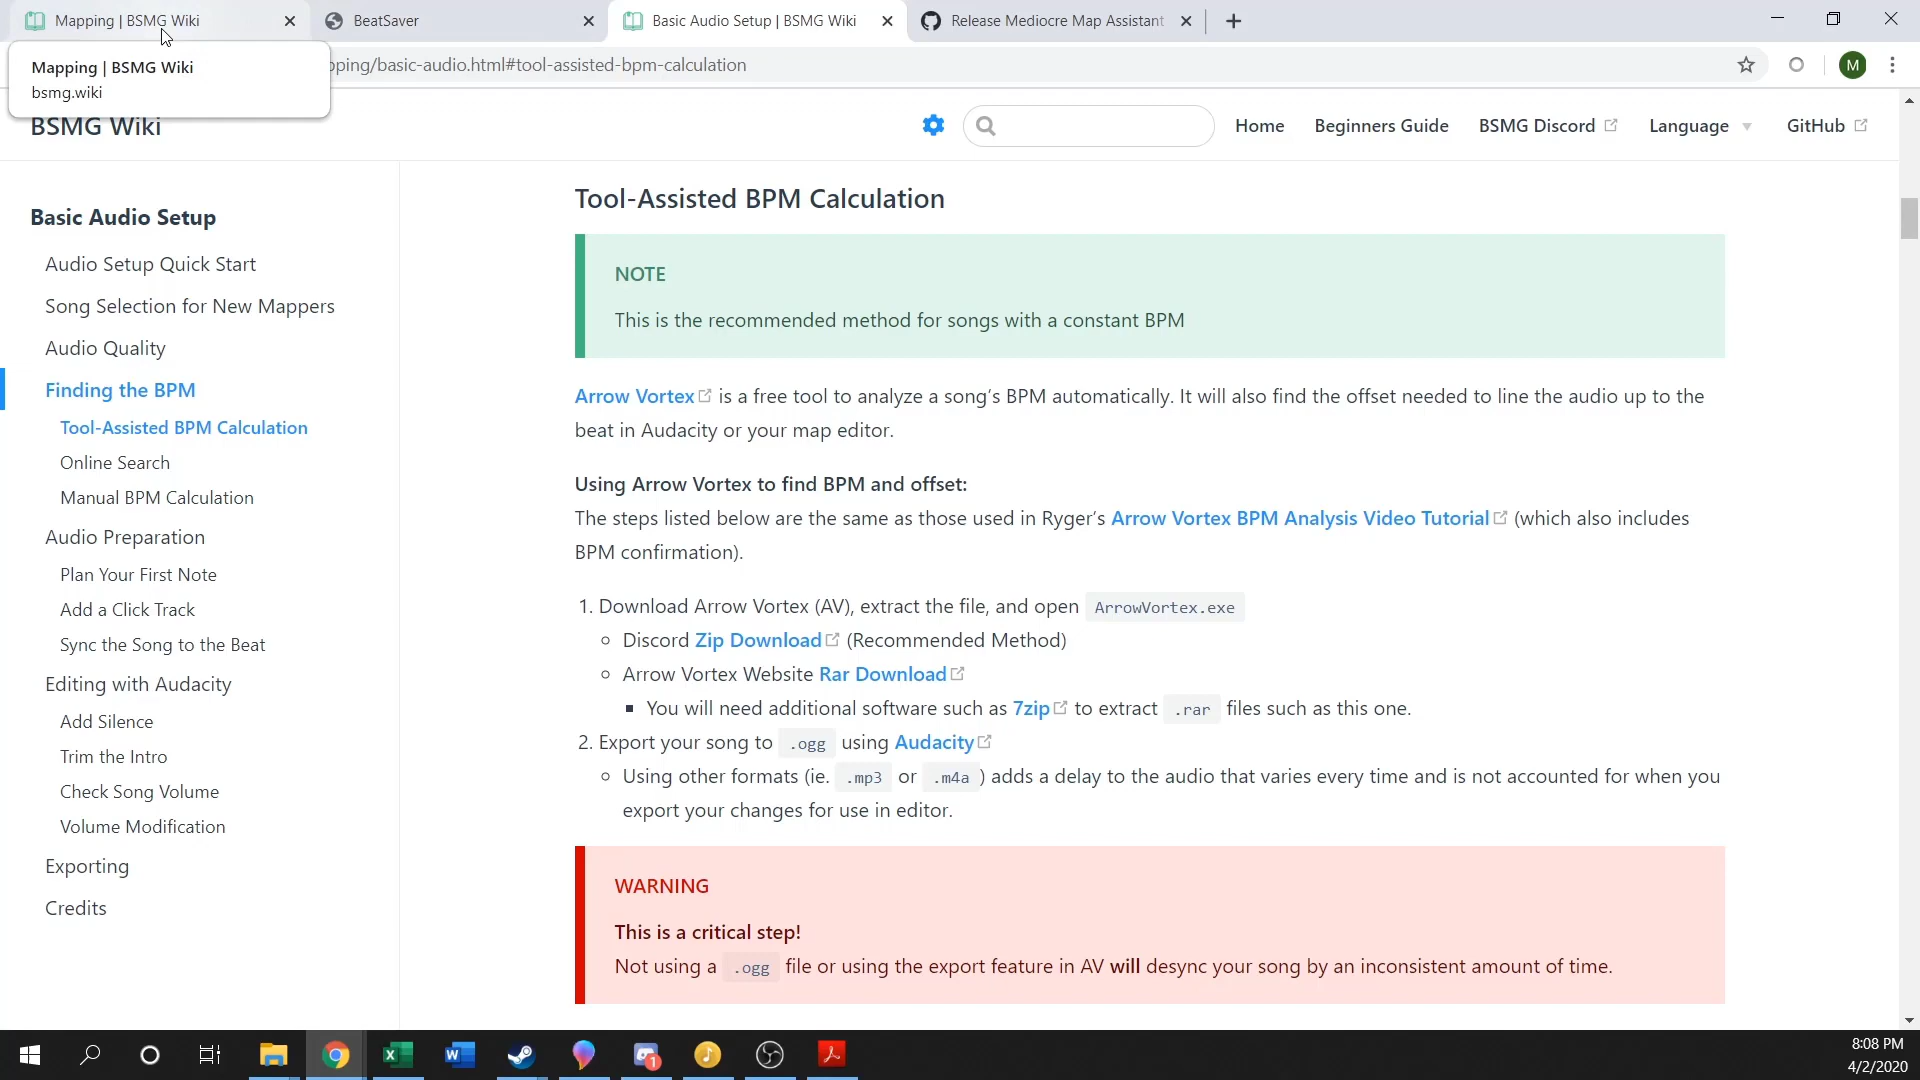 Mapping | BSMG Wiki
BeatSaver
Basic Audio Setup | BSMG Wiki
Release Mediocre Map Assistant
Mapping | BSMG Wiki
bsmg.wiki
pping/basic-audio.html#tool-assisted-bpm-calculation
M
BSMG Wiki
Home
Beginners Guide
BSMG Discord
Language
GitHub
Basic Audio Setup
Audio Setup Quick Start
Song Selection for New Mappers
Audio Quality
Finding the BPM
Tool-Assisted BPM Calculation
Online Search
Manual BPM Calculation
Audio Preparation
Plan Your First Note
Add a Click Track
Sync the Song to the Beat
Editing with Audacity
Add Silence
Trim the Intro
Check Song Volume
Volume Modification
Exporting
Credits
Tool-Assisted BPM Calculation
NOTE
This is the recommended method for songs with a constant BPM
Arrow Vortex is a free tool to analyze a song’s BPM automatically. It will also find the offset needed to line the audio up to the
beat in Audacity or your map editor.
Using Arrow Vortex to find BPM and offset:
The steps listed below are the same as those used in Ryger’s Arrow Vortex BPM Analysis Video Tutorial (which also includes
BPM confirmation).
1. Download Arrow Vortex (AV), extract the file, and open ArrowVortex.exe
Discord Zip Download (Recommended Method)
Arrow Vortex Website Rar Download
You will need additional software such as 7zip to extract .rar files such as this one.
2. Export your song to .ogg using Audacity
Using other formats (ie. .mp3 or .m4a ) adds a delay to the audio that varies every time and is not accounted for when you
export your changes for use in editor.
WARNING
This is a critical step!
Not using a .ogg file or using the export feature in AV will desync your song by an inconsistent amount of time.
1
8:08 PM
4/2/2020